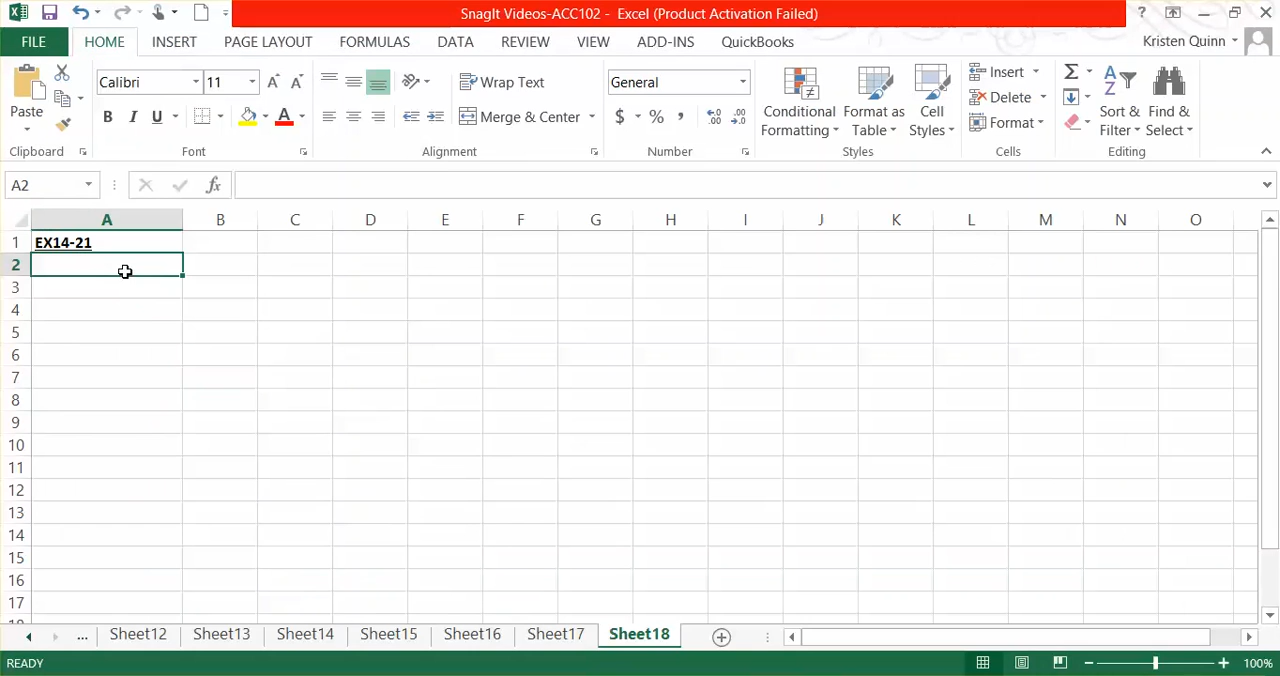 SnagIt Videos-ACC102 - Excel (Product Activation Failed)
?
FILE HOME INSERT PAGE LAYOUT FORMULAS DATA REVIEW VIEW ADD-INS QuickBooks Kristen Quinn
Paste
Calibri 11
B I U A
Wrap Text
Merge & Center
General
$ % ,
Conditional Formatting
Format as Table
Cell Styles
Insert
Delete
Format
Sort & Filter
Find & Select
Clipboard Font Alignment Number Styles Cells Editing
A2 fx
A B C D E F G H I J K L M N O
1 EX14-21
2
3
4
5
6
7
8
9
10
11
12
13
14
15
16
17
... Sheet12 Sheet13 Sheet14 Sheet15 Sheet16 Sheet17 Sheet18
READY 100%